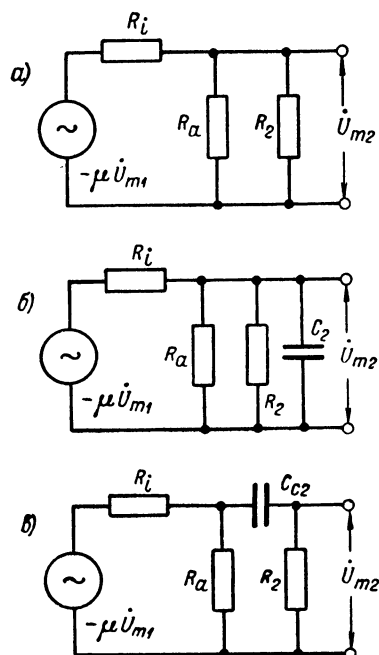 а)
R_i
R_a
R_2
U̇_m2
-μU̇_m1
б)
R_i
R_a
R_2
C_2
U̇_m2
-μU̇_m1
в)
R_i
C_c2
R_a
R_2
U̇_m2
-μU̇_m1